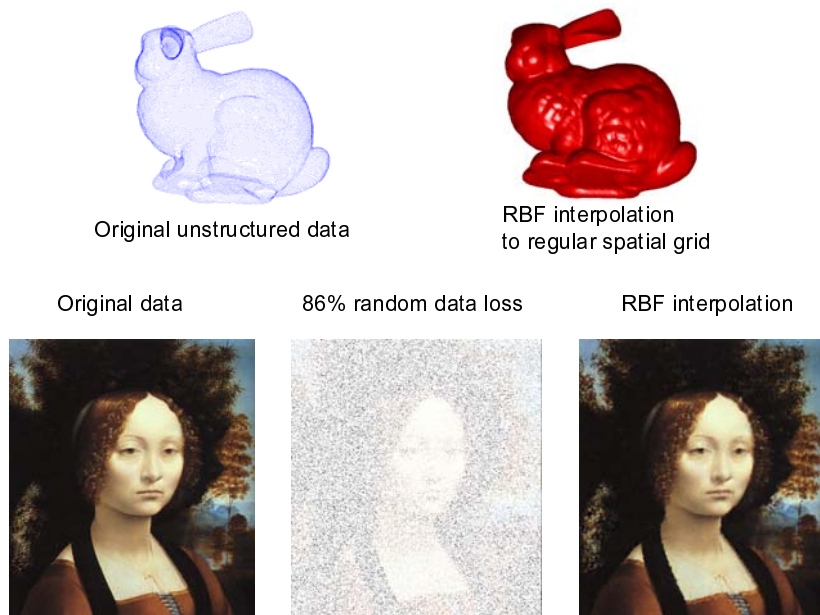 Original unstructured data
RBF interpolation
to regular spatial grid
Original data
86% random data loss
RBF interpolation